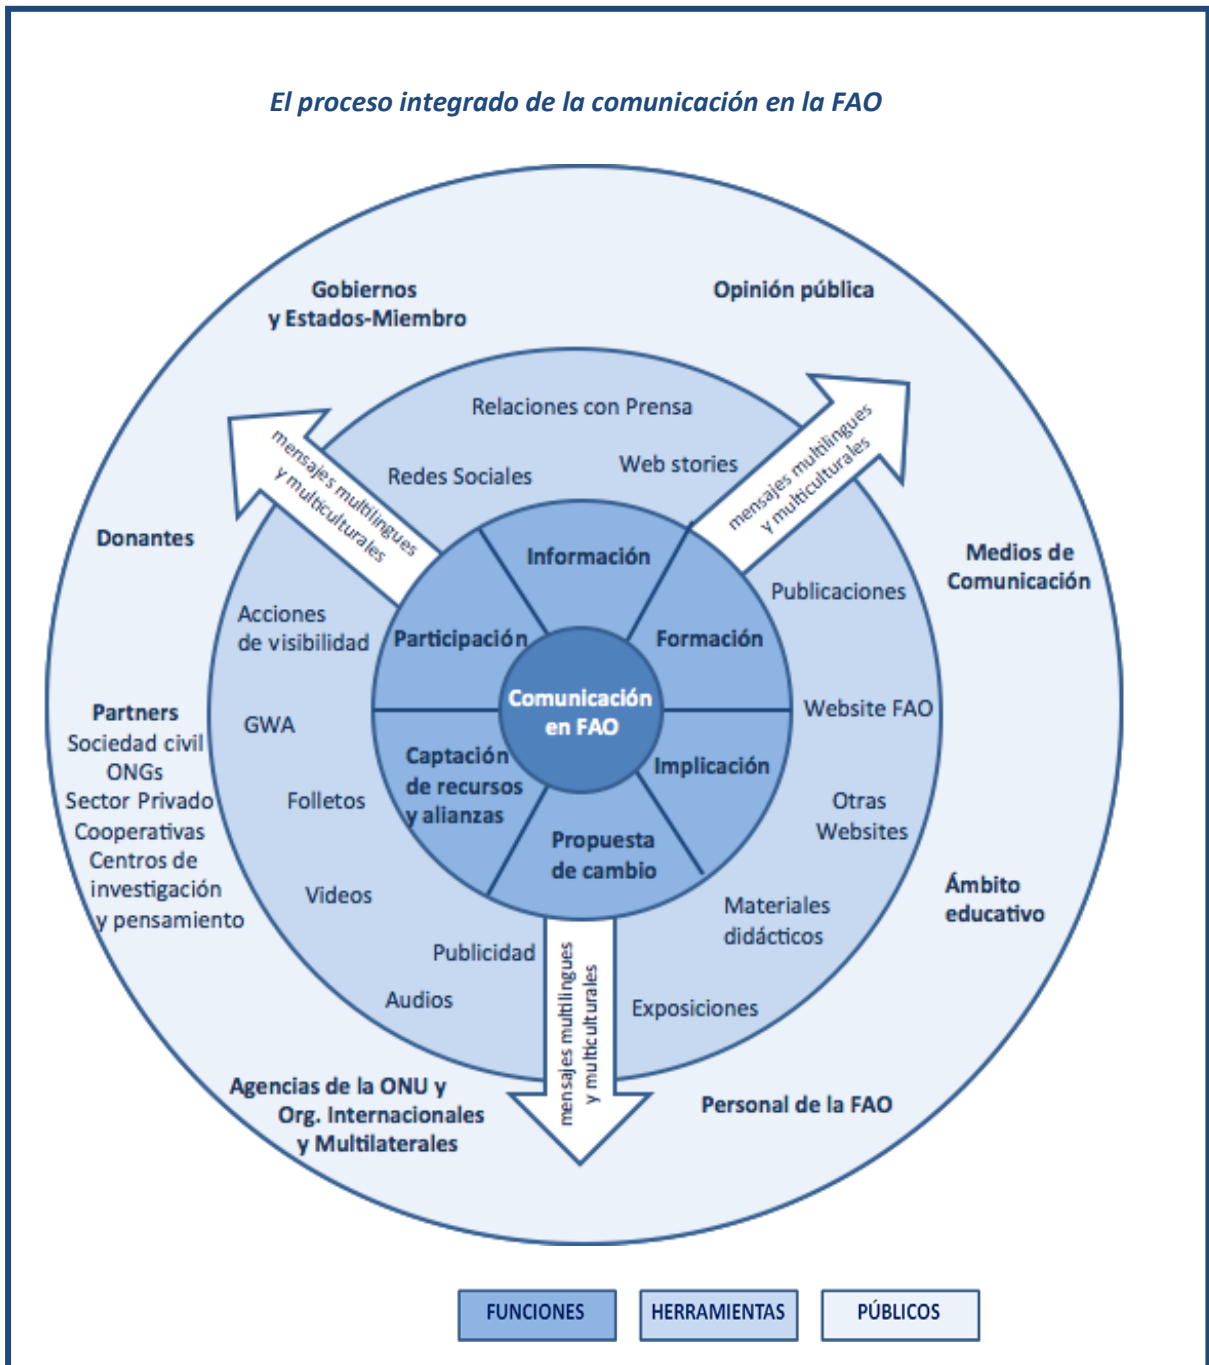 El proceso integrado de la comunicación en la FAO
Gobiernos
y Estados-Miembro
Opinión pública
Relaciones con Prensa
Redes Sociales
Web stories
mensajes multilingues
y multiculturales
mensajes multilingues
y multiculturales
Donantes
Medios de
Comunicación
Información
Publicaciones
Acciones
de visibilidad
Participación
Formación
Comunicación
en FAO
Website FAO
GWA
Partners
Sociedad civil
ONGs
Sector Privado
Cooperativas
Centros de
investigación
y pensamiento
Captación
de recursos
y alianzas
Implicación
Folletos
Otras
Websites
Propuesta
de cambio
Videos
Ámbito
educativo
Materiales
didácticos
Publicidad
Audios
mensajes multilingues
y multiculturales
Exposiciones
Agencias de la ONU y
Org. Internacionales
y Multilaterales
Personal de la FAO
FUNCIONES
HERRAMIENTAS
PÚBLICOS